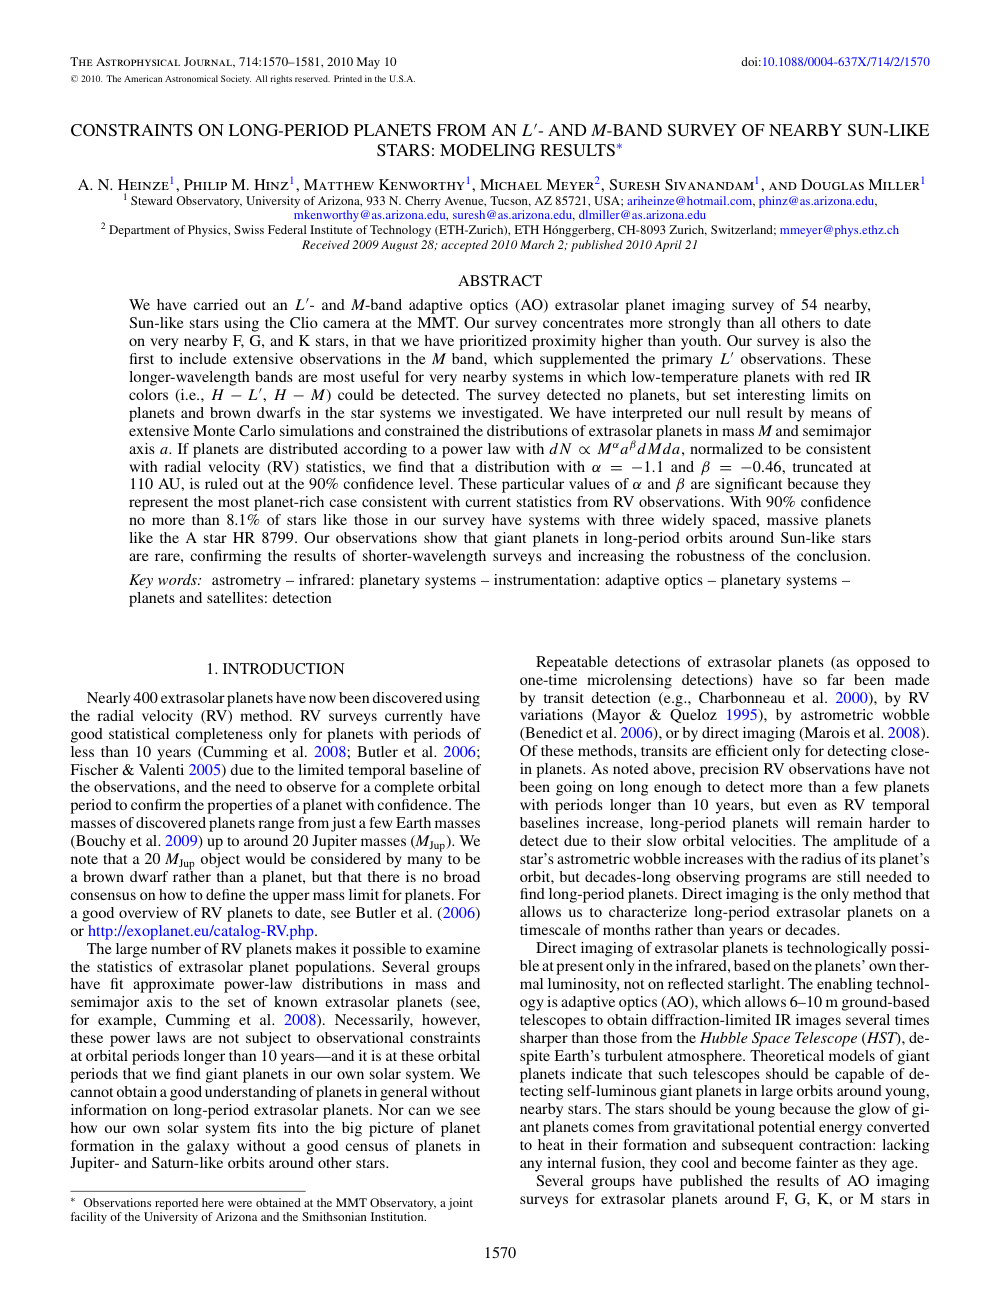 The Astrophysical Journal, 714:1570–1581, 2010 May 10
doi:10.1088/0004-637X/714/2/1570
© 2010. The American Astronomical Society. All rights reserved. Printed in the U.S.A.
CONSTRAINTS ON LONG-PERIOD PLANETS FROM AN L′- AND M-BAND SURVEY OF NEARBY SUN-LIKE
STARS: MODELING RESULTS*
A. N. Heinze1, Philip M. Hinz1, Matthew Kenworthy1, Michael Meyer2, Suresh Sivanandam1, and Douglas Miller1
1 Steward Observatory, University of Arizona, 933 N. Cherry Avenue, Tucson, AZ 85721, USA; ariheinze@hotmail.com, phinz@as.arizona.edu,
mkenworthy@as.arizona.edu, suresh@as.arizona.edu, dlmiller@as.arizona.edu
2 Department of Physics, Swiss Federal Institute of Technology (ETH-Zurich), ETH Hónggerberg, CH-8093 Zurich, Switzerland; mmeyer@phys.ethz.ch
Received 2009 August 28; accepted 2010 March 2; published 2010 April 21
ABSTRACT
We have carried out an L′- and M-band adaptive optics (AO) extrasolar planet imaging survey of 54 nearby,
Sun-like stars using the Clio camera at the MMT. Our survey concentrates more strongly than all others to date
on very nearby F, G, and K stars, in that we have prioritized proximity higher than youth. Our survey is also the
first to include extensive observations in the M band, which supplemented the primary L′ observations. These
longer-wavelength bands are most useful for very nearby systems in which low-temperature planets with red IR
colors (i.e., H − L′, H − M) could be detected. The survey detected no planets, but set interesting limits on
planets and brown dwarfs in the star systems we investigated. We have interpreted our null result by means of
extensive Monte Carlo simulations and constrained the distributions of extrasolar planets in mass M and semimajor
axis a. If planets are distributed according to a power law with dN ∝ MαaβdMda, normalized to be consistent
with radial velocity (RV) statistics, we find that a distribution with α = −1.1 and β = −0.46, truncated at
110 AU, is ruled out at the 90% confidence level. These particular values of α and β are significant because they
represent the most planet-rich case consistent with current statistics from RV observations. With 90% confidence
no more than 8.1% of stars like those in our survey have systems with three widely spaced, massive planets
like the A star HR 8799. Our observations show that giant planets in long-period orbits around Sun-like stars
are rare, confirming the results of shorter-wavelength surveys and increasing the robustness of the conclusion.
Key words: astrometry – infrared: planetary systems – instrumentation: adaptive optics – planetary systems –
planets and satellites: detection
1. INTRODUCTION
Nearly 400 extrasolar planets have now been discovered using
the radial velocity (RV) method. RV surveys currently have
good statistical completeness only for planets with periods of
less than 10 years (Cumming et al. 2008; Butler et al. 2006;
Fischer & Valenti 2005) due to the limited temporal baseline of
the observations, and the need to observe for a complete orbital
period to confirm the properties of a planet with confidence. The
masses of discovered planets range from just a few Earth masses
(Bouchy et al. 2009) up to around 20 Jupiter masses (MJup). We
note that a 20 MJup object would be considered by many to be
a brown dwarf rather than a planet, but that there is no broad
consensus on how to define the upper mass limit for planets. For
a good overview of RV planets to date, see Butler et al. (2006)
or http://exoplanet.eu/catalog-RV.php.
The large number of RV planets makes it possible to examine
the statistics of extrasolar planet populations. Several groups
have fit approximate power-law distributions in mass and
semimajor axis to the set of known extrasolar planets (see,
for example, Cumming et al. 2008). Necessarily, however,
these power laws are not subject to observational constraints
at orbital periods longer than 10 years—and it is at these orbital
periods that we find giant planets in our own solar system. We
cannot obtain a good understanding of planets in general without
information on long-period extrasolar planets. Nor can we see
how our own solar system fits into the big picture of planet
formation in the galaxy without a good census of planets in
Jupiter- and Saturn-like orbits around other stars.
* Observations reported here were obtained at the MMT Observatory, a joint
facility of the University of Arizona and the Smithsonian Institution.
Repeatable detections of extrasolar planets (as opposed to
one-time microlensing detections) have so far been made
by transit detection (e.g., Charbonneau et al. 2000), by RV
variations (Mayor & Queloz 1995), by astrometric wobble
(Benedict et al. 2006), or by direct imaging (Marois et al. 2008).
Of these methods, transits are efficient only for detecting close-
in planets. As noted above, precision RV observations have not
been going on long enough to detect more than a few planets
with periods longer than 10 years, but even as RV temporal
baselines increase, long-period planets will remain harder to
detect due to their slow orbital velocities. The amplitude of a
star's astrometric wobble increases with the radius of its planet's
orbit, but decades-long observing programs are still needed to
find long-period planets. Direct imaging is the only method that
allows us to characterize long-period extrasolar planets on a
timescale of months rather than years or decades.
Direct imaging of extrasolar planets is technologically possi-
ble at present only in the infrared, based on the planets' own ther-
mal luminosity, not on reflected starlight. The enabling technol-
ogy is adaptive optics (AO), which allows 6–10 m ground-based
telescopes to obtain diffraction-limited IR images several times
sharper than those from the Hubble Space Telescope (HST), de-
spite Earth's turbulent atmosphere. Theoretical models of giant
planets indicate that such telescopes should be capable of de-
tecting self-luminous giant planets in large orbits around young,
nearby stars. The stars should be young because the glow of gi-
ant planets comes from gravitational potential energy converted
to heat in their formation and subsequent contraction: lacking
any internal fusion, they cool and become fainter as they age.
Several groups have published the results of AO imaging
surveys for extrasolar planets around F, G, K, or M stars in
1570